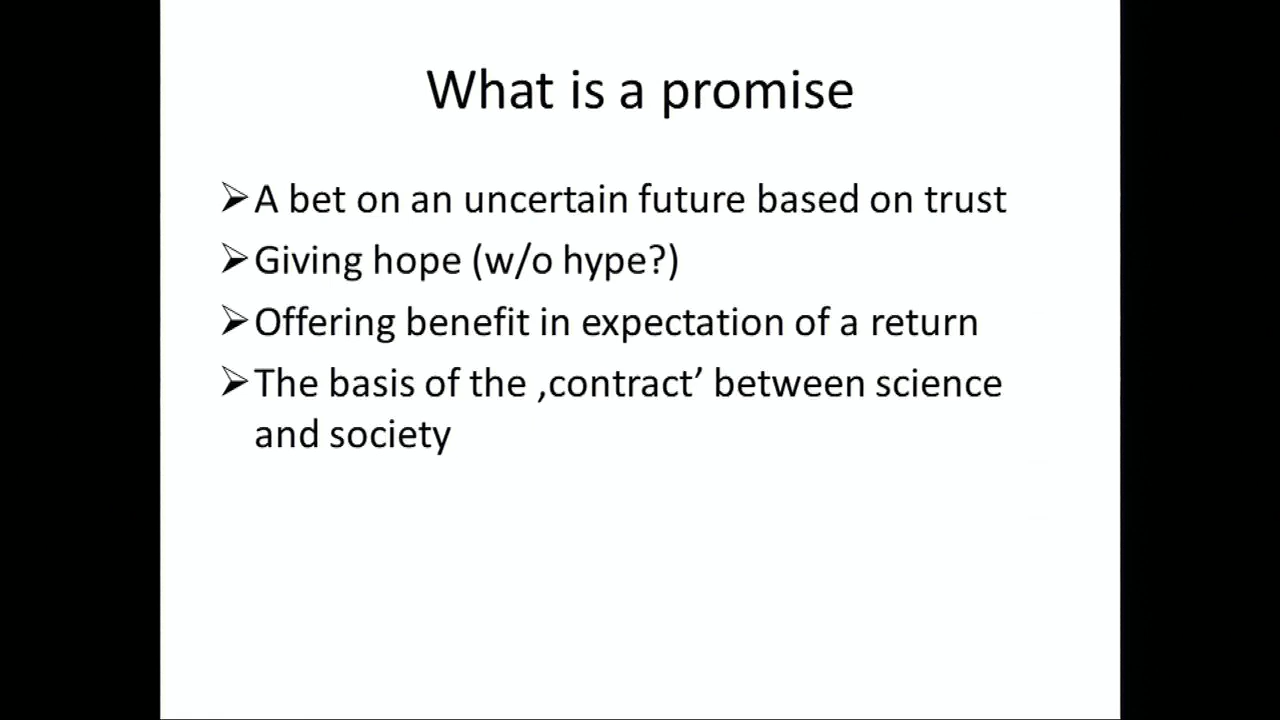 What is a promise
➢A bet on an uncertain future based on trust
➢Giving hope (w/o hype?)
➢Offering benefit in expectation of a return
➢The basis of the ‚contract’ between science
and society